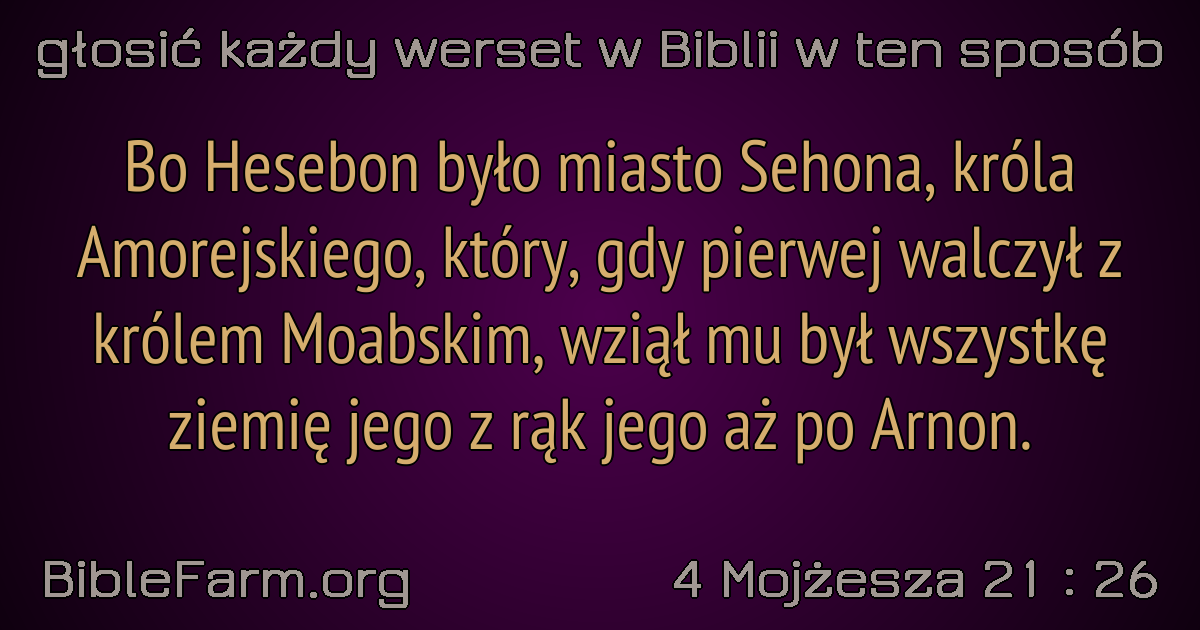 głosić każdy werset w Biblii w ten sposób
Bo Hesebon było miasto Sehona, króla
Amorejskiego, który, gdy pierwej walczył z
królem Moabskim, wziął mu był wszystkę
ziemię jego z rąk jego aż po Arnon.
BibleFarm.org
4 Mojżesza 21 : 26